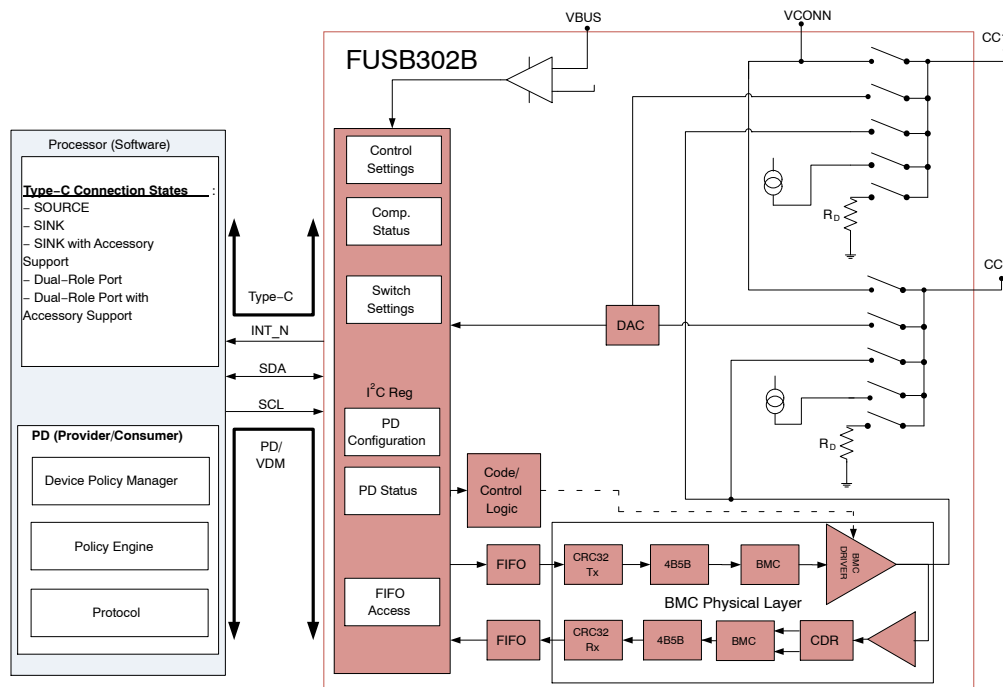 VBUS
VCONN
CC1
FUSB302B
Processor (Software)
Type−C Connection States :
− SOURCE
− SINK
− SINK with Accessory
Support
− Dual−Role Port
− Dual−Role Port with
Accessory Support
Type−C
INT_N
SDA
SCL
PD/
VDM
PD (Provider/Consumer)
Device Policy Manager
Policy Engine
Protocol
Control
Settings
Comp.
Status
Switch
Settings
I²C Reg
PD
Configuration
PD Status
FIFO
Access
Code/
Control
Logic
DAC
RD
CC
RD
FIFO
CRC32
Tx
4B5B
BMC
BMC
DRIVER
BMC Physical Layer
FIFO
CRC32
Rx
4B5B
BMC
CDR